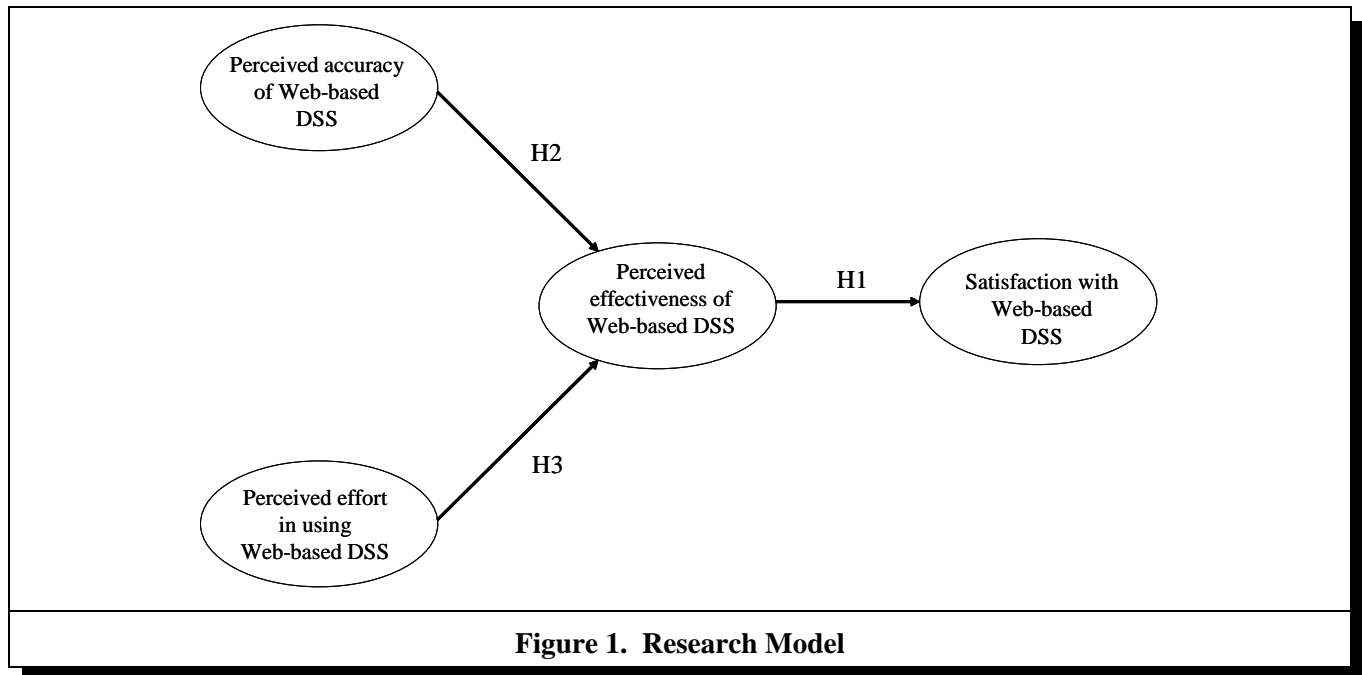 Perceived accuracy
of Web-based
DSS
H2
Perceived
effectiveness of
Web-based DSS
H1
Satisfaction with
Web-based
DSS
H3
Perceived effort
in using
Web-based DSS
Figure 1. Research Model